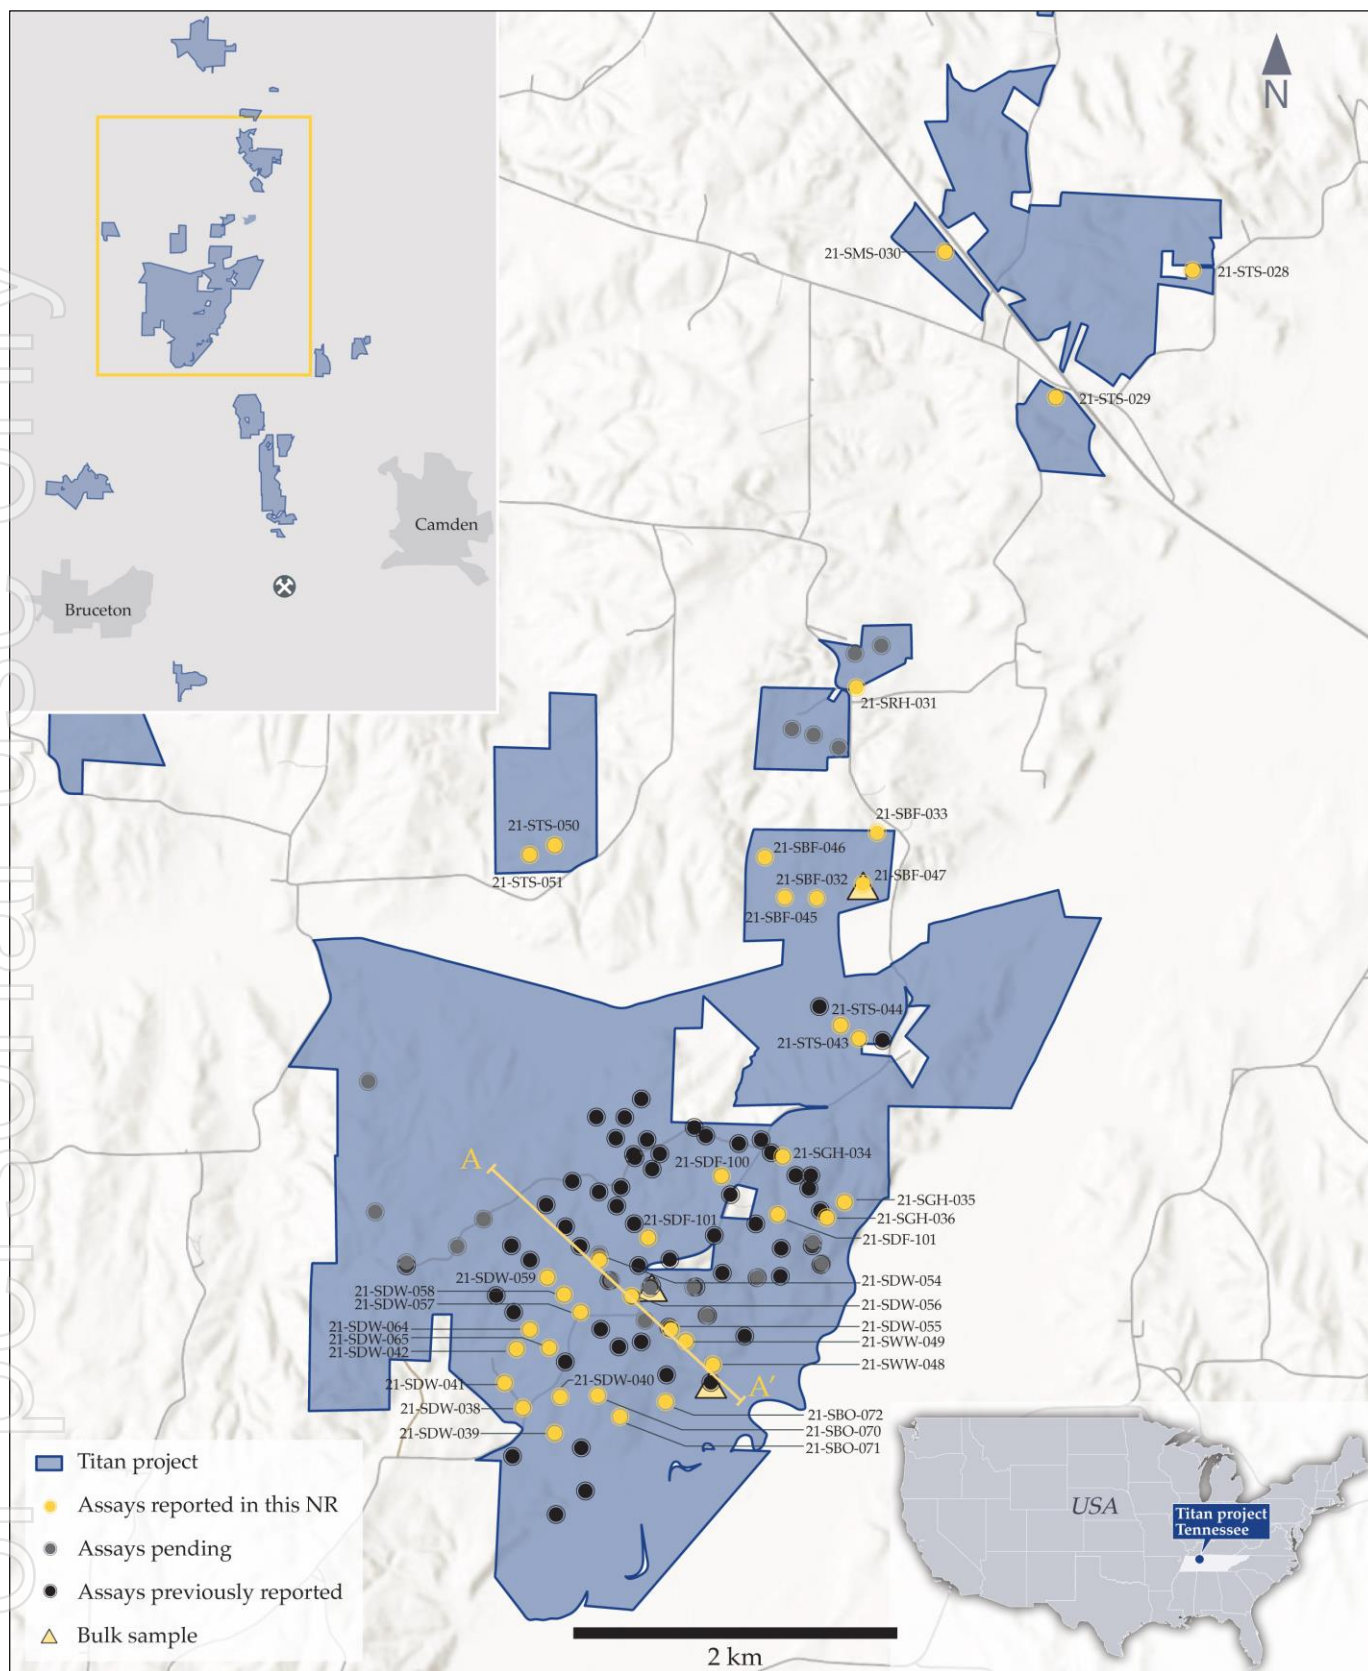 N
Camden
Bruceton
21-SMS-030
21-STS-028
21-STS-029
21-SRH-031
21-SBF-033
21-STS-050
21-SBF-046
21-SBF-032
21-SBF-047
21-STS-051
21-SBF-045
21-STS-044
21-STS-043
A
21-SDF-100
21-SGH-034
21-SGH-035
21-SDF-101
21-SGH-036
21-SDF-101
21-SDW-059
21-SDW-054
21-SDW-058
21-SDW-057
21-SDW-056
21-SDW-064
21-SDW-055
21-SDW-065
21-SWW-049
21-SDW-042
21-SWW-048
21-SDW-041
21-SDW-040
A'
21-SDW-038
21-SBO-072
21-SDW-039
21-SBO-070
21-SBO-071
Titan project
Assays reported in this NR
Assays pending
Assays previously reported
Bulk sample
2 km
USA
Titan project
Tennessee